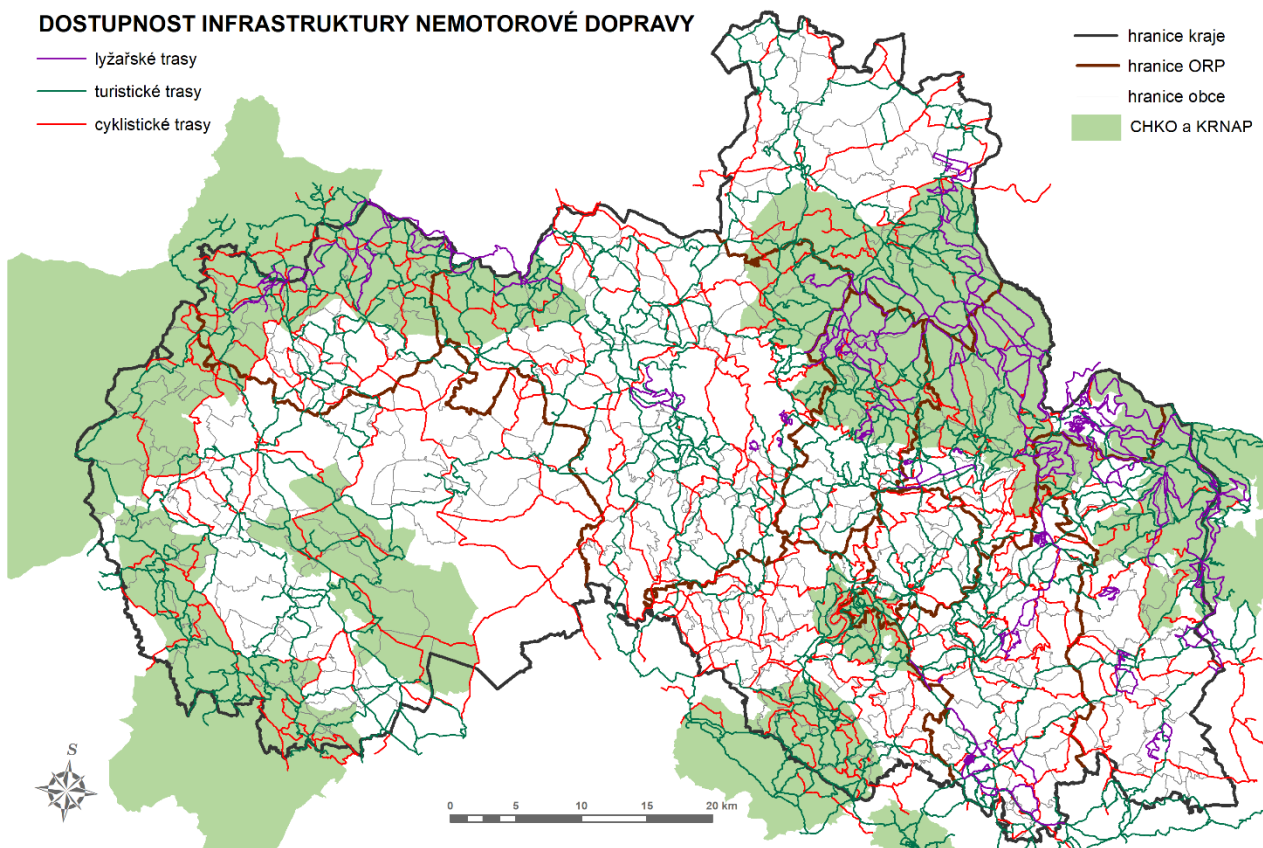 DOSTUPNOST INFRASTRUKTURY NEMOTOROVÉ DOPRAVY
lyžařské trasy
turistické trasy
cyklistické trasy
hranice kraje
hranice ORP
hranice obce
CHKO a KRNAP
S
0 5 10 15 20 km